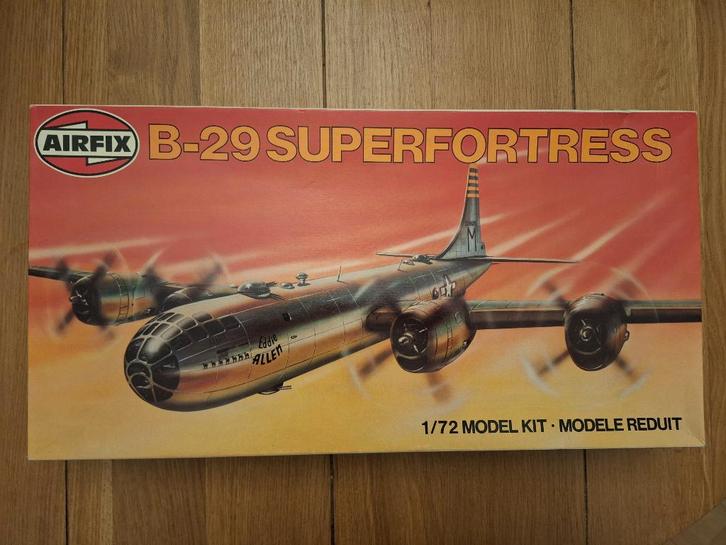 AIRFIX
B-29 SUPERFORTRESS
M
Eddie
ALLEN
1/72 MODEL KIT · MODELE REDUIT